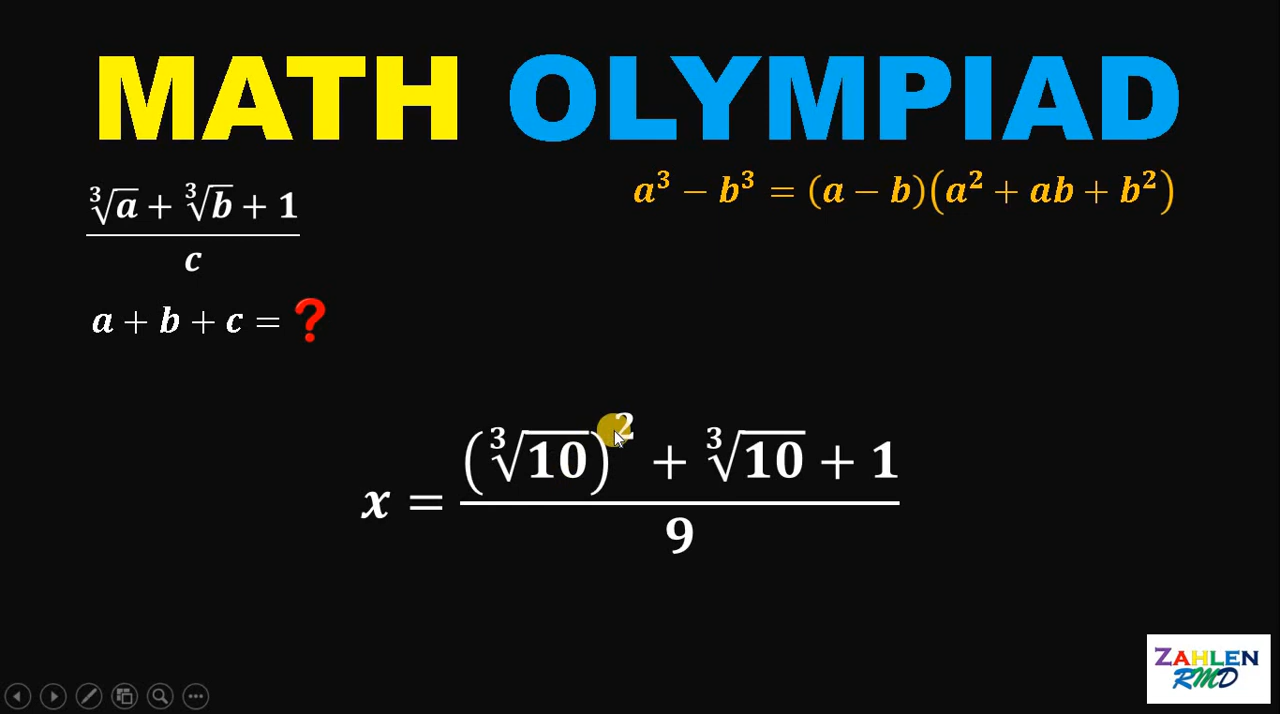 MATH OLYMPIAD
a³ − b³ = (a − b)(a² + ab + b²)
∛a + ∛b + 1
c
a + b + c = ❓
x = (∛10)² + ∛10 + 1
9
ZAHLEN
RMD